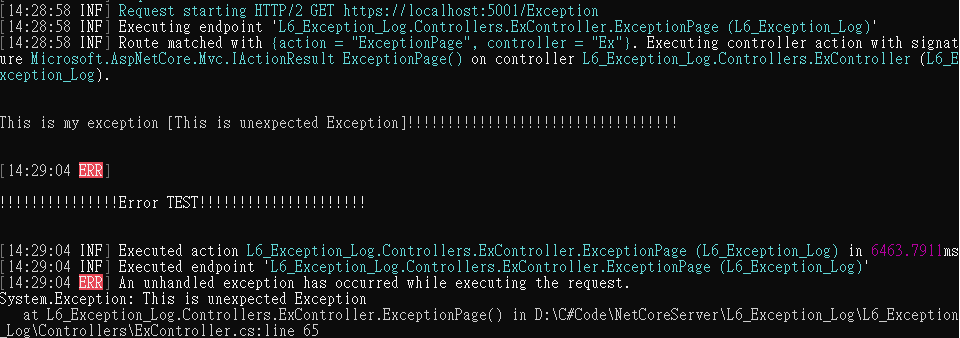 [14:28:58 INF] Request starting HTTP/2 GET https://localhost:5001/Exception
[14:28:58 INF] Executing endpoint 'L6_Exception_Log.Controllers.ExController.ExceptionPage (L6_Exception_Log)'
[14:28:58 INF] Route matched with {action = "ExceptionPage", controller = "Ex"}. Executing controller action with signat
ure Microsoft.AspNetCore.Mvc.IActionResult ExceptionPage() on controller L6_Exception_Log.Controllers.ExController (L6_E
xception_Log).
This is my exception [This is unexpected Exception]!!!!!!!!!!!!!!!!!!!!!!!!!!!!!!!!!!
[14:29:04 ERR]
!!!!!!!!!!!!!!!Error TEST!!!!!!!!!!!!!!!!!!!!!
[14:29:04 INF] Executed action L6_Exception_Log.Controllers.ExController.ExceptionPage (L6_Exception_Log) in 6463.7911ms
[14:29:04 INF] Executed endpoint 'L6_Exception_Log.Controllers.ExController.ExceptionPage (L6_Exception_Log)'
[14:29:04 ERR] An unhandled exception has occurred while executing the request.
System.Exception: This is unexpected Exception
   at L6_Exception_Log.Controllers.ExController.ExceptionPage() in D:\C#Code\NetCoreServer\L6_Exception_Log\L6_Exception
_Log\Controllers\ExController.cs:line 65